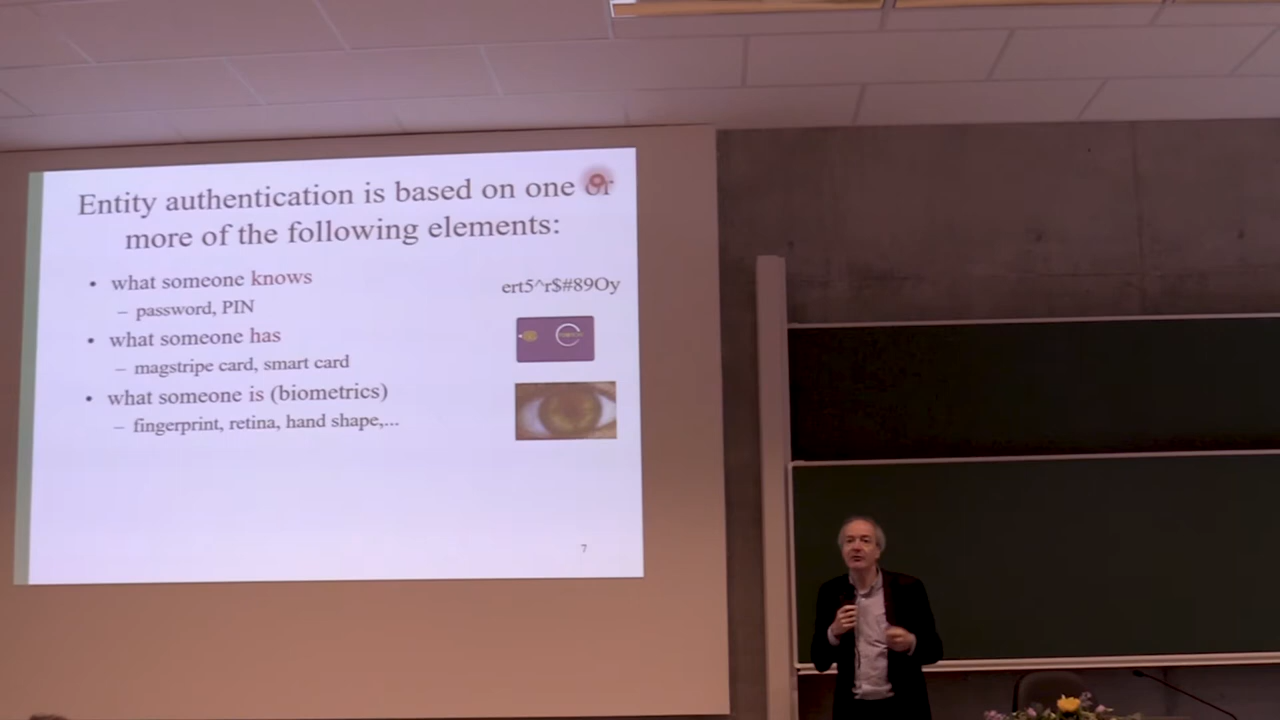 Entity authentication is based on one or
more of the following elements:
• what someone knows
– password, PIN
ert5^r$#89Oy
• what someone has
– magstripe card, smart card
• what someone is (biometrics)
– fingerprint, retina, hand shape,...
7